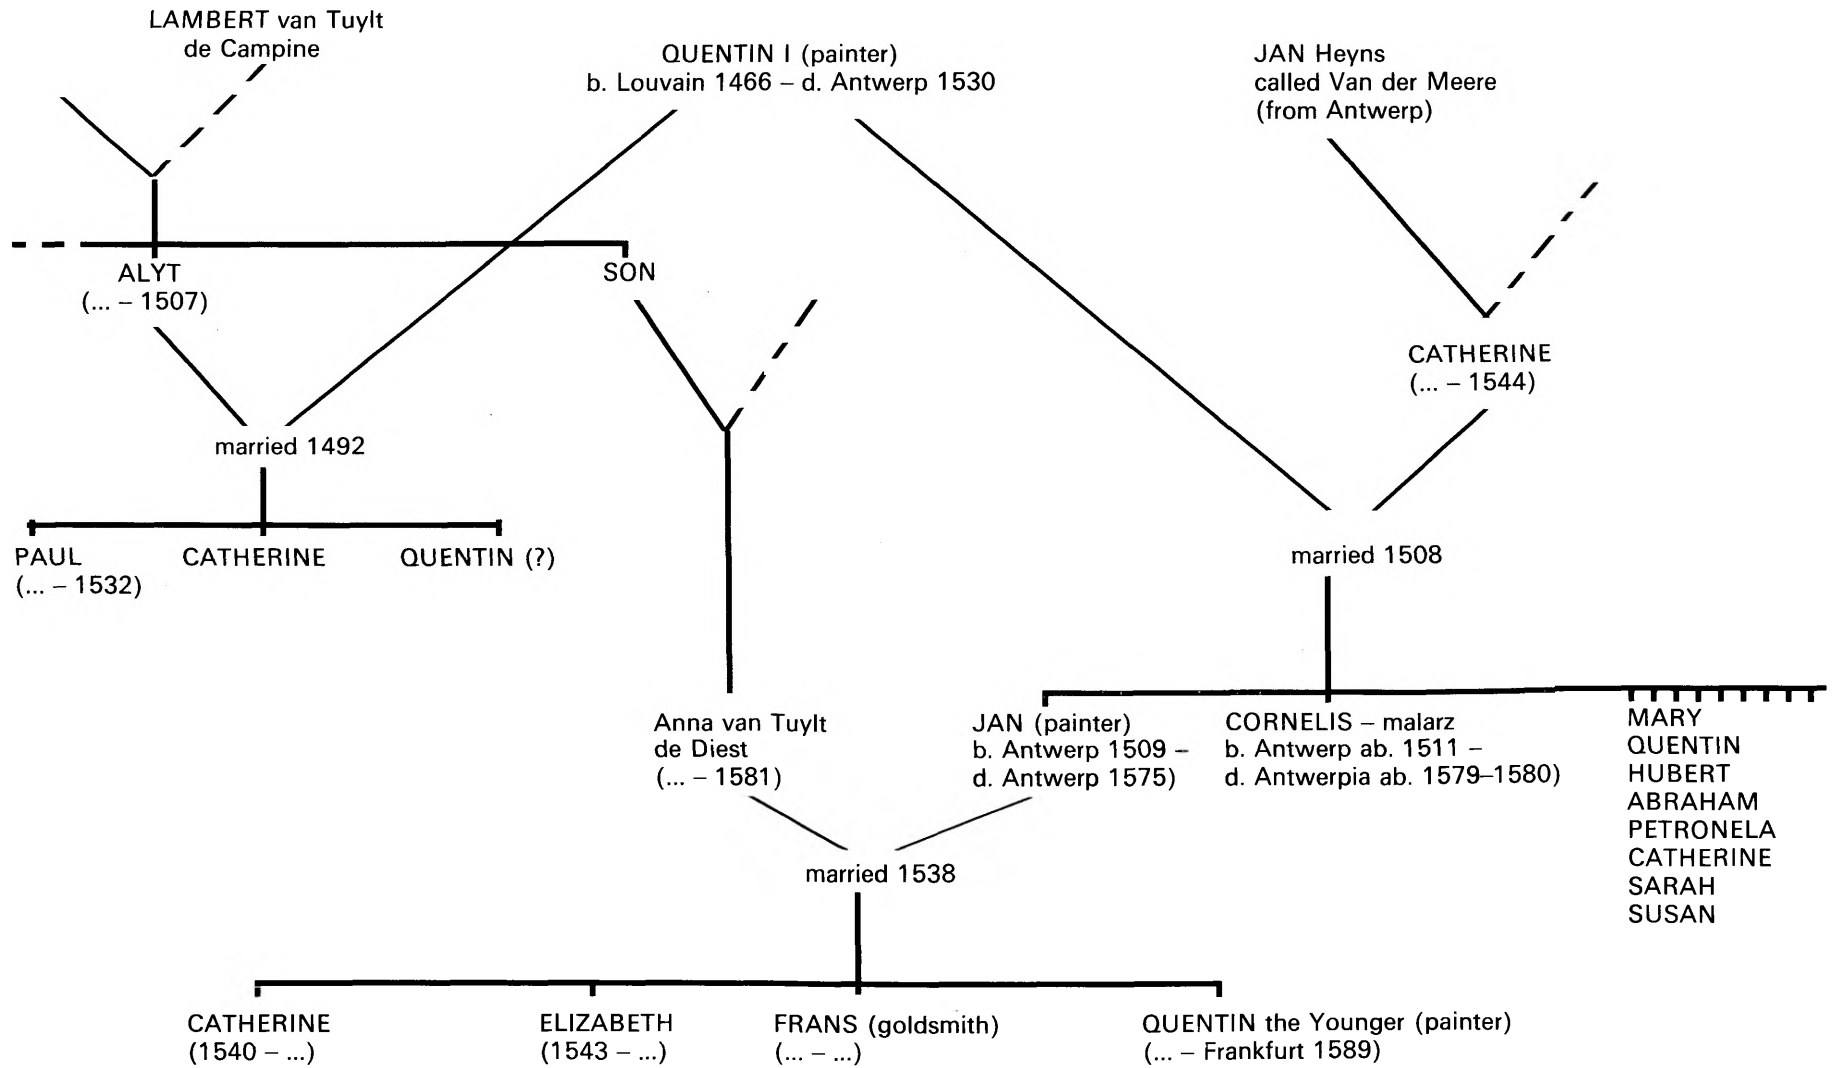 LAMBERT van Tuylt
de Campine
QUENTIN I (painter)
b. Louvain 1466 – d. Antwerp 1530
JAN Heyns
called Van der Meere
(from Antwerp)
ALYT
(... – 1507)
SON
CATHERINE
(... – 1544)
married 1492
PAUL
(... – 1532)
CATHERINE
QUENTIN (?)
married 1508
Anna van Tuylt
de Diest
(... – 1581)
JAN (painter)
b. Antwerp 1509 –
d. Antwerp 1575)
CORNELIS – malarz
b. Antwerp ab. 1511 –
d. Antwerpia ab. 1579–1580)
MARY
QUENTIN
HUBERT
ABRAHAM
PETRONELA
CATHERINE
SARAH
SUSAN
married 1538
CATHERINE
(1540 – ...)
ELIZABETH
(1543 – ...)
FRANS (goldsmith)
(... – ...)
QUENTIN the Younger (painter)
(... – Frankfurt 1589)